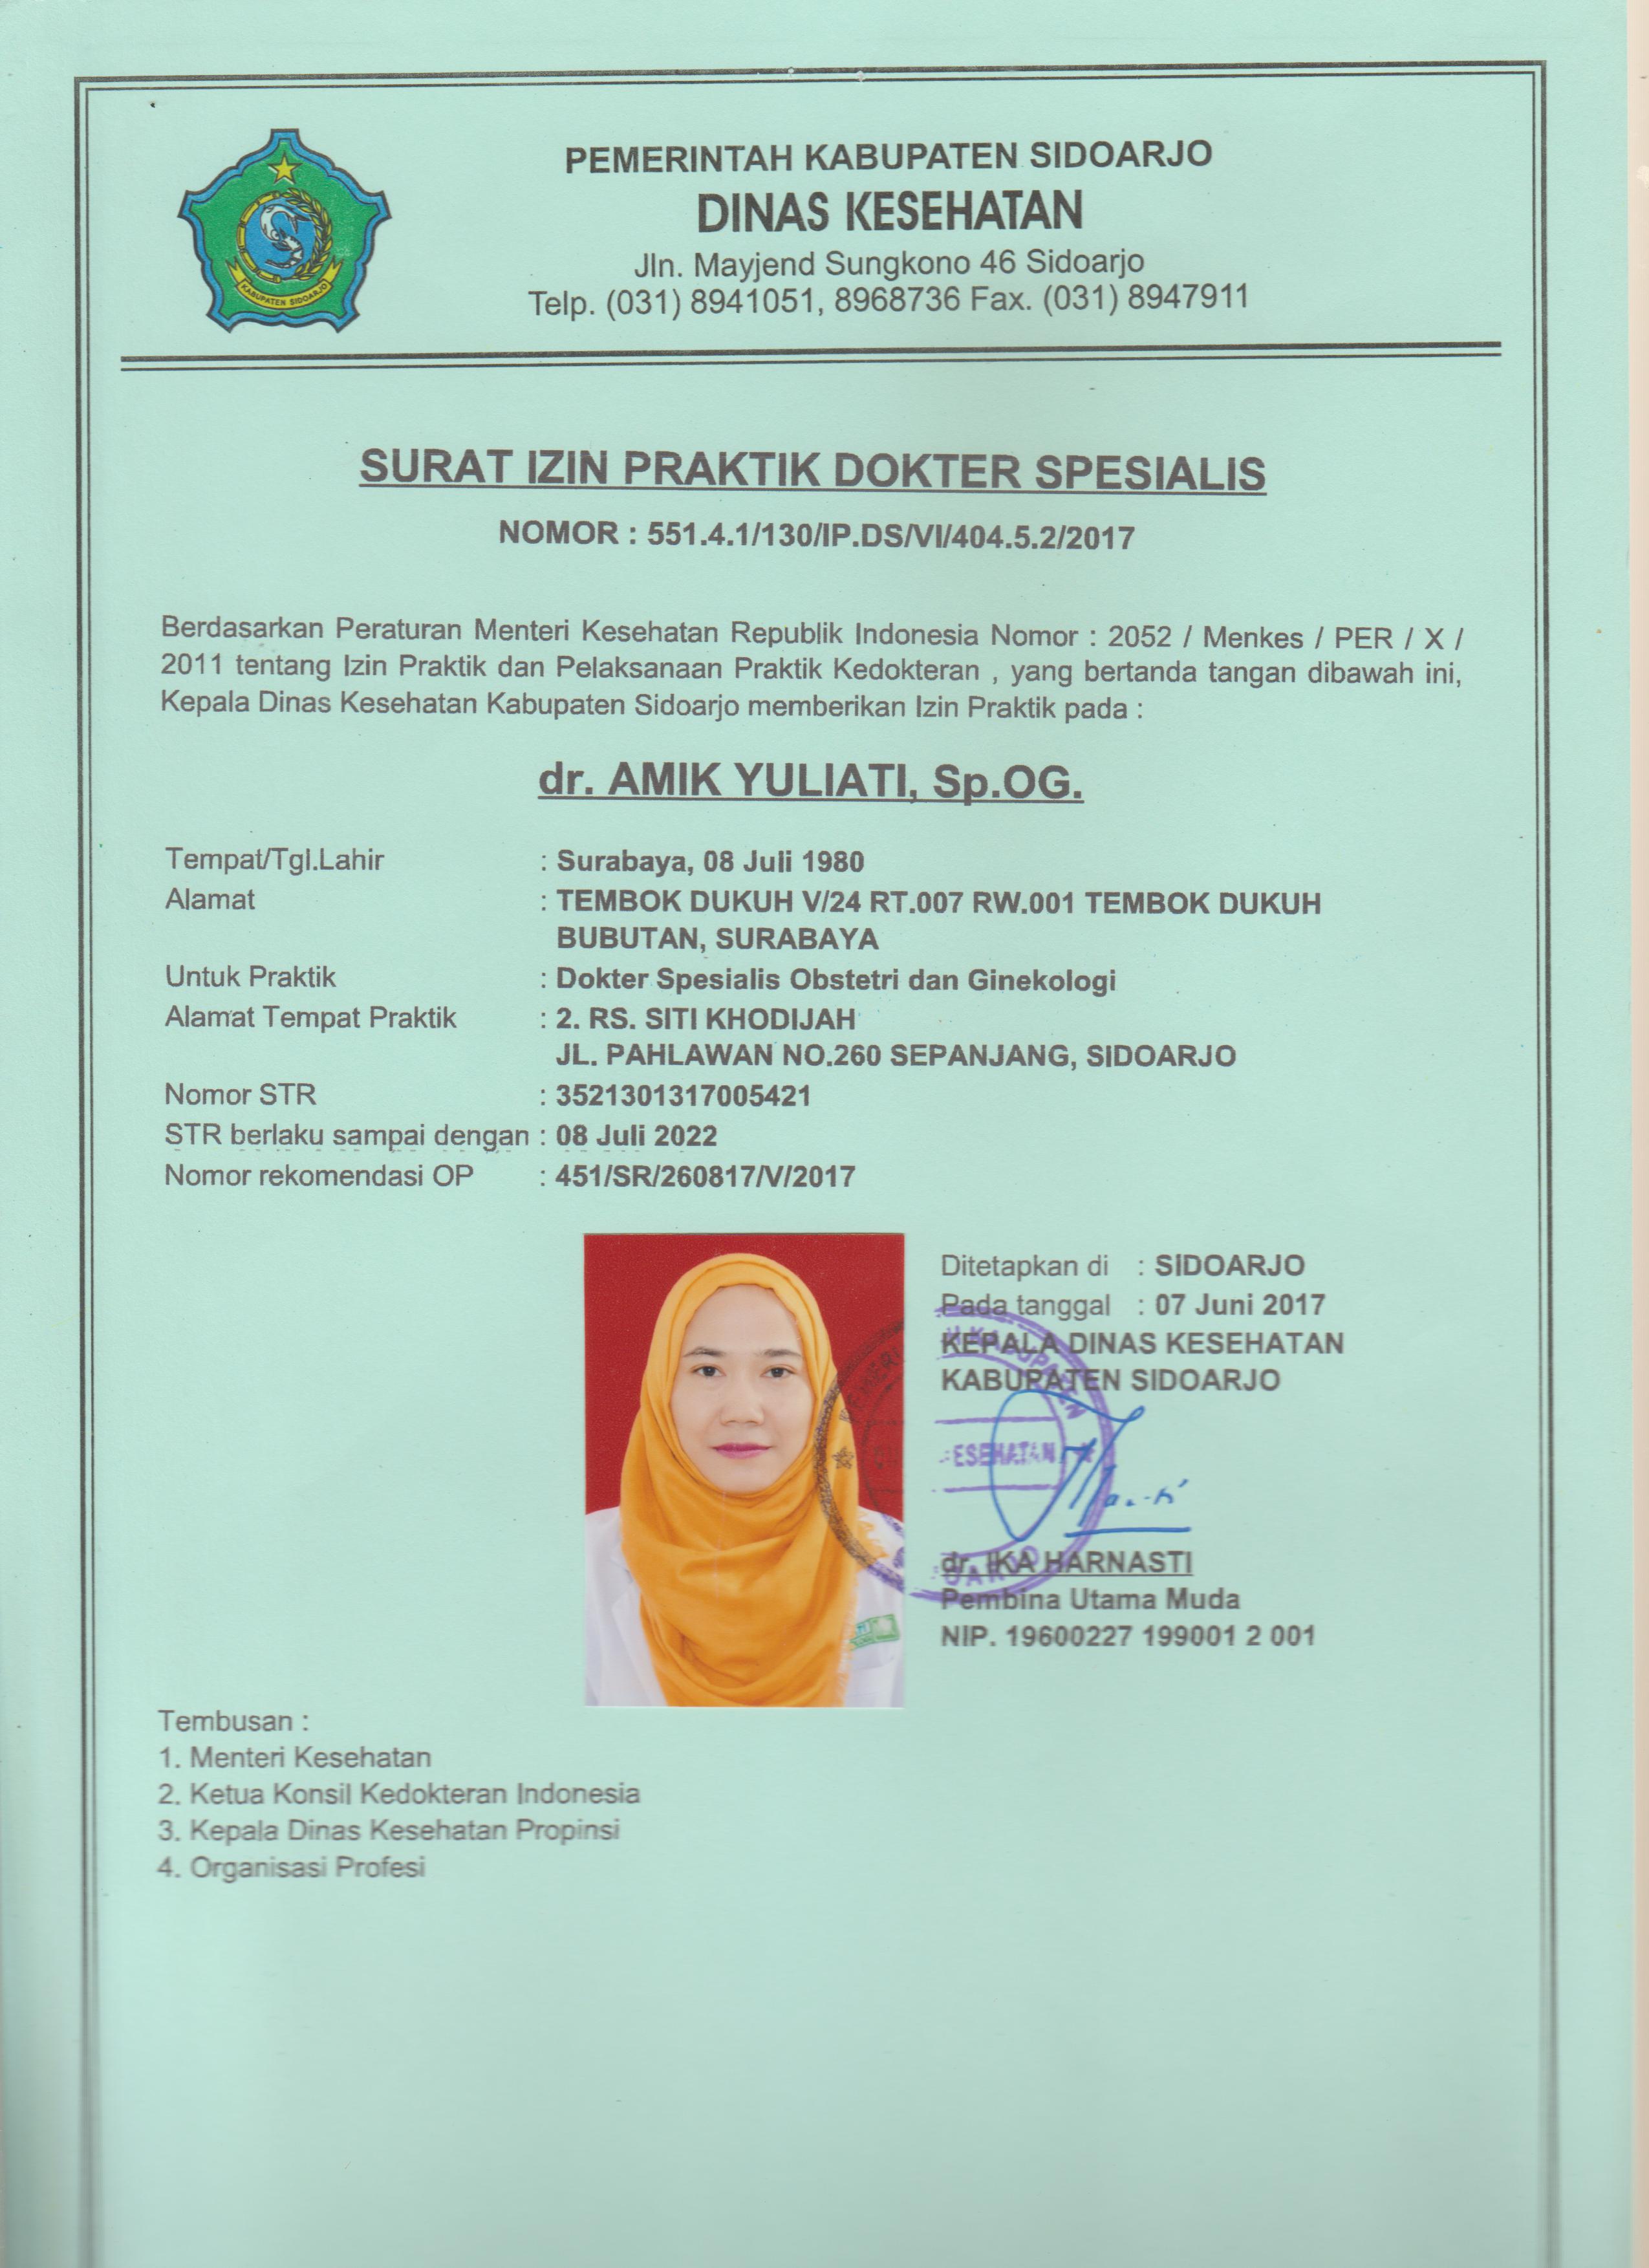 PEMERINTAH KABUPATEN SIDOARJO
DINAS KESEHATAN
Jln. Mayjend Sungkono 46 Sidoarjo
Telp. (031) 8941051, 8968736 Fax. (031) 8947911
KABUPATEN SIDOARJO
SURAT IZIN PRAKTIK DOKTER SPESIALIS
NOMOR : 551.4.1/130/IP.DS/VI/404.5.2/2017
Berdasarkan Peraturan Menteri Kesehatan Republik Indonesia Nomor : 2052 / Menkes / PER / X /
2011 tentang Izin Praktik dan Pelaksanaan Praktik Kedokteran , yang bertanda tangan dibawah ini,
Kepala Dinas Kesehatan Kabupaten Sidoarjo memberikan Izin Praktik pada :
dr. AMIK YULIATI, Sp.OG.
Tempat/Tgl.Lahir : Surabaya, 08 Juli 1980
Alamat : TEMBOK DUKUH V/24 RT.007 RW.001 TEMBOK DUKUH
BUBUTAN, SURABAYA
Untuk Praktik : Dokter Spesialis Obstetri dan Ginekologi
Alamat Tempat Praktik : 2. RS. SITI KHODIJAH
JL. PAHLAWAN NO.260 SEPANJANG, SIDOARJO
Nomor STR : 3521301317005421
STR berlaku sampai dengan : 08 Juli 2022
Nomor rekomendasi OP : 451/SR/260817/V/2017
Ditetapkan di : SIDOARJO
Pada tanggal : 07 Juni 2017
KEPALA DINAS KESEHATAN
KABUPATEN SIDOARJO
KABUPATEN
ESEHATAN
dr. IKA HARNASTI
Pembina Utama Muda
NIP. 19600227 199001 2 001
Tembusan :
1. Menteri Kesehatan
2. Ketua Konsil Kedokteran Indonesia
3. Kepala Dinas Kesehatan Propinsi
4. Organisasi Profesi